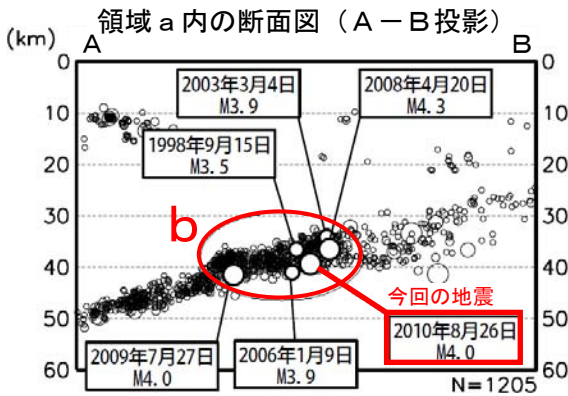 領域a内の断面図（A－B投影）
(km) A B
0 0
2003年3月4日
M3.9
2008年4月20日
M4.3
10 10
1998年9月15日
M3.5
20 20
30 30
b
40 40
今回の地震
2010年8月26日
M4.0
50 50
2009年7月27日
M4.0
2006年1月9日
M3.9
60 60
N=1205